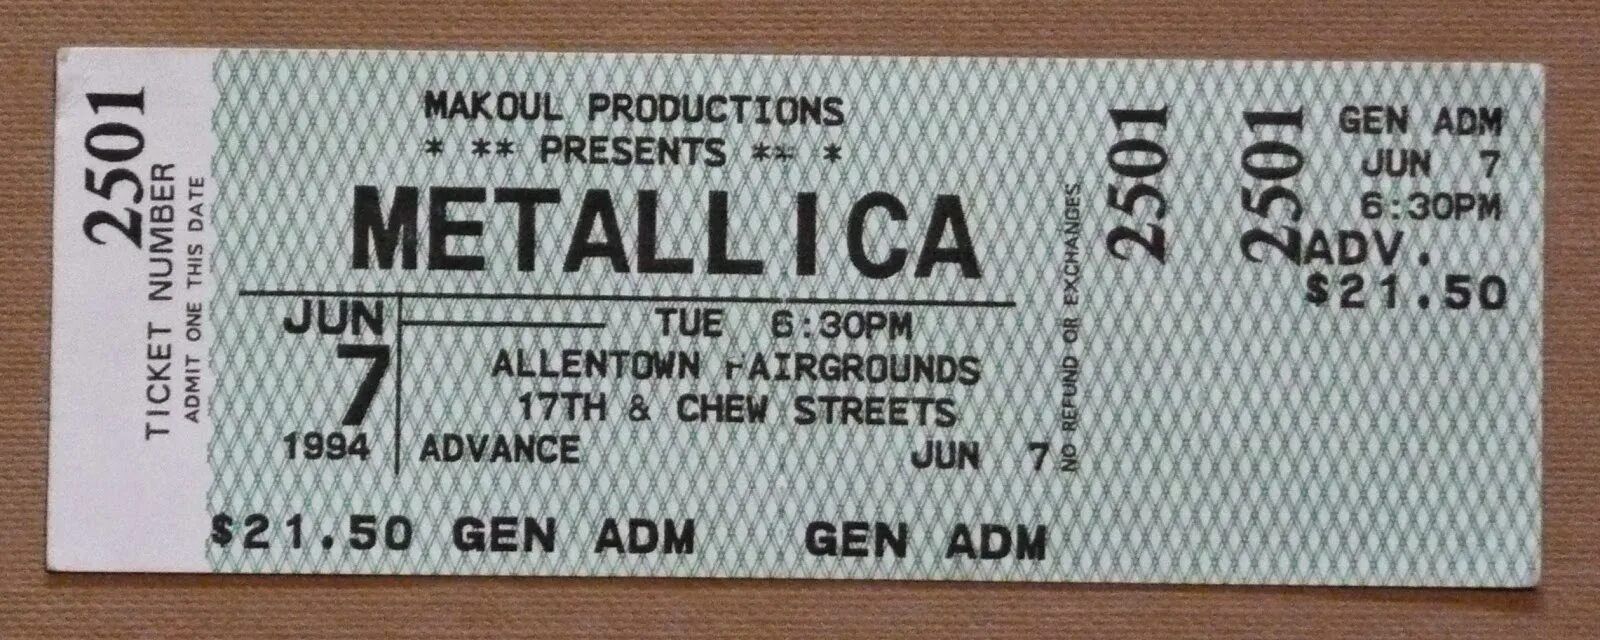 2501
TICKET NUMBER
ADMIT ONE THIS DATE
MAKOUL PRODUCTIONS
* ** PRESENTS ** *
METALLICA
JUN
7
1994
TUE 6:30PM
ALLENTOWN FAIRGROUNDS
17TH & CHEW STREETS
ADVANCE JUN 7
$21.50 GEN ADM GEN ADM
NO REFUND OR EXCHANGES
2501
2501
GEN ADM
JUN 7
6:30PM
ADV.
$21.50